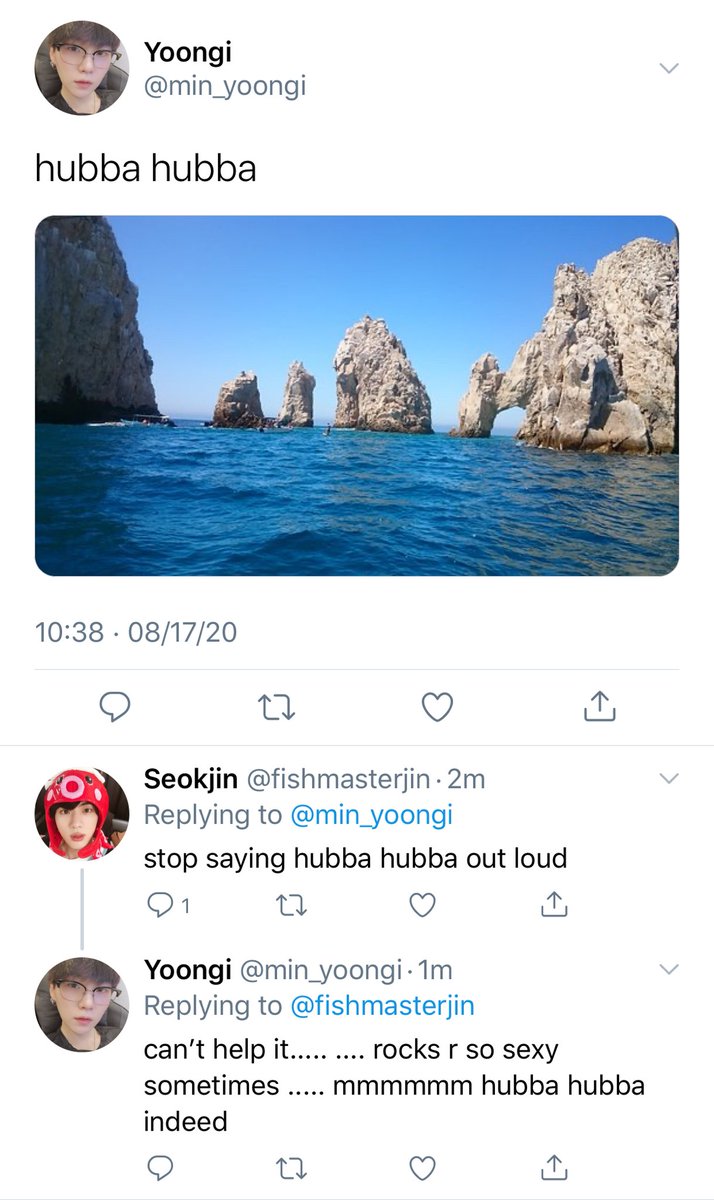 Yoongi
@min_yoongi
hubba hubba
10:38 · 08/17/20
Seokjin @fishmasterjin · 2m
Replying to @min_yoongi
stop saying hubba hubba out loud
1
Yoongi @min_yoongi · 1m
Replying to @fishmasterjin
can’t help it..... .... rocks r so sexy
sometimes ..... mmmmmm hubba hubba
indeed